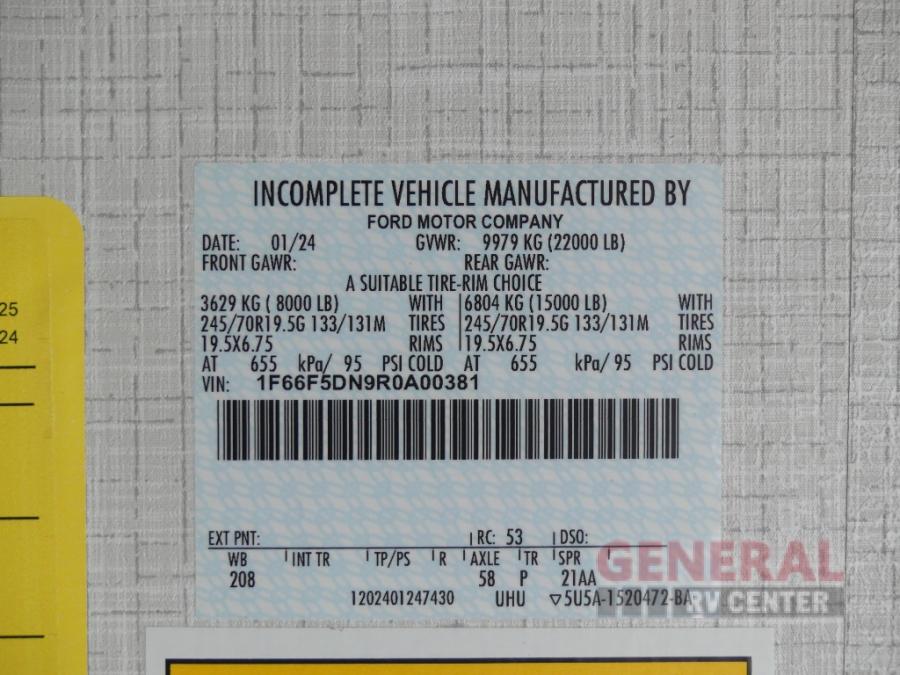 25
24
INCOMPLETE VEHICLE MANUFACTURED BY
FORD MOTOR COMPANY
DATE: 01/24 GVWR: 9979 KG (22000 LB)
FRONT GAWR: REAR GAWR:
A SUITABLE TIRE-RIM CHOICE
3629 KG ( 8000 LB) WITH 6804 KG (15000 LB) WITH
245/70R19.5G 133/131M TIRES 245/70R19.5G 133/131M TIRES
19.5X6.75 RIMS 19.5X6.75 RIMS
AT 655 kPa/ 95 PSI COLD AT 655 kPa/ 95 PSI COLD
VIN: 1F66F5DN9R0A00381
EXT PNT: RC: 53 DSO:
WB INT TR TP/PS R AXLE TR SPR
208 58 P 21AA
1202401247430 UHU ▽5U5A-1520472-BA
GENERAL
RV CENTER